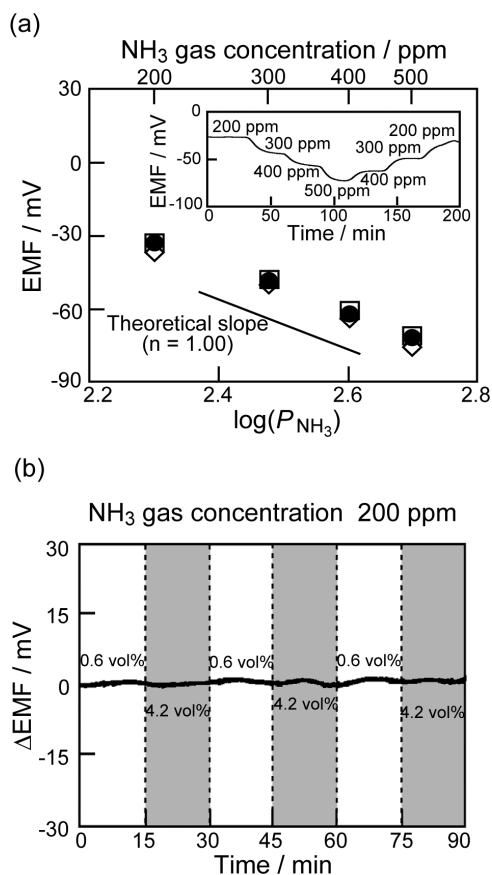 (a)
NH₃ gas concentration / ppm
200 300 400 500
30
0
-30
-60
-90
EMF / mV
0
-50
-100
EMF / mV
200 ppm
300 ppm
400 ppm
500 ppm
400 ppm
300 ppm
200 ppm
0 50 100 150 200
Time / min
Theoretical slope
(n = 1.00)
2.2 2.4 2.6 2.8
log(P NH₃)
(b)
NH₃ gas concentration 200 ppm
30
15
0
-15
-30
ΔEMF / mV
0.6 vol% 0.6 vol% 0.6 vol%
4.2 vol% 4.2 vol% 4.2 vol%
0 15 30 45 60 75 90
Time / min